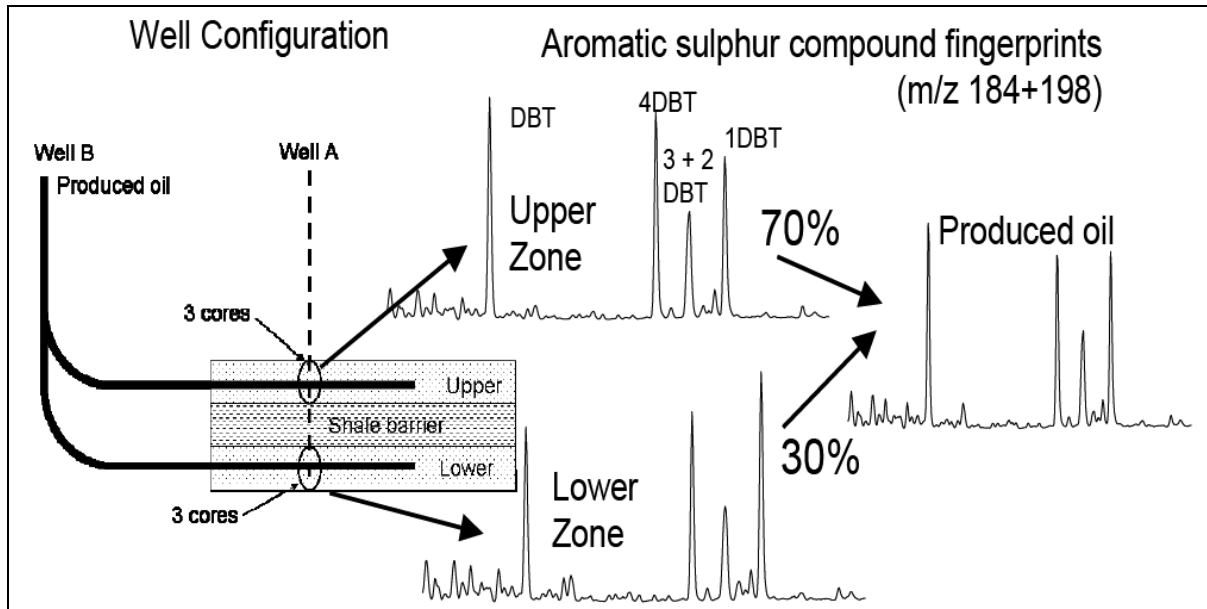 Well Configuration
Aromatic sulphur compound fingerprints
(m/z 184+198)
Well B
Produced oil
Well A
3 cores
Upper
Shale barrier
Lower
3 cores
DBT
4DBT
3 + 2
DBT
1DBT
Upper
Zone
70%
Produced oil
30%
Lower
Zone